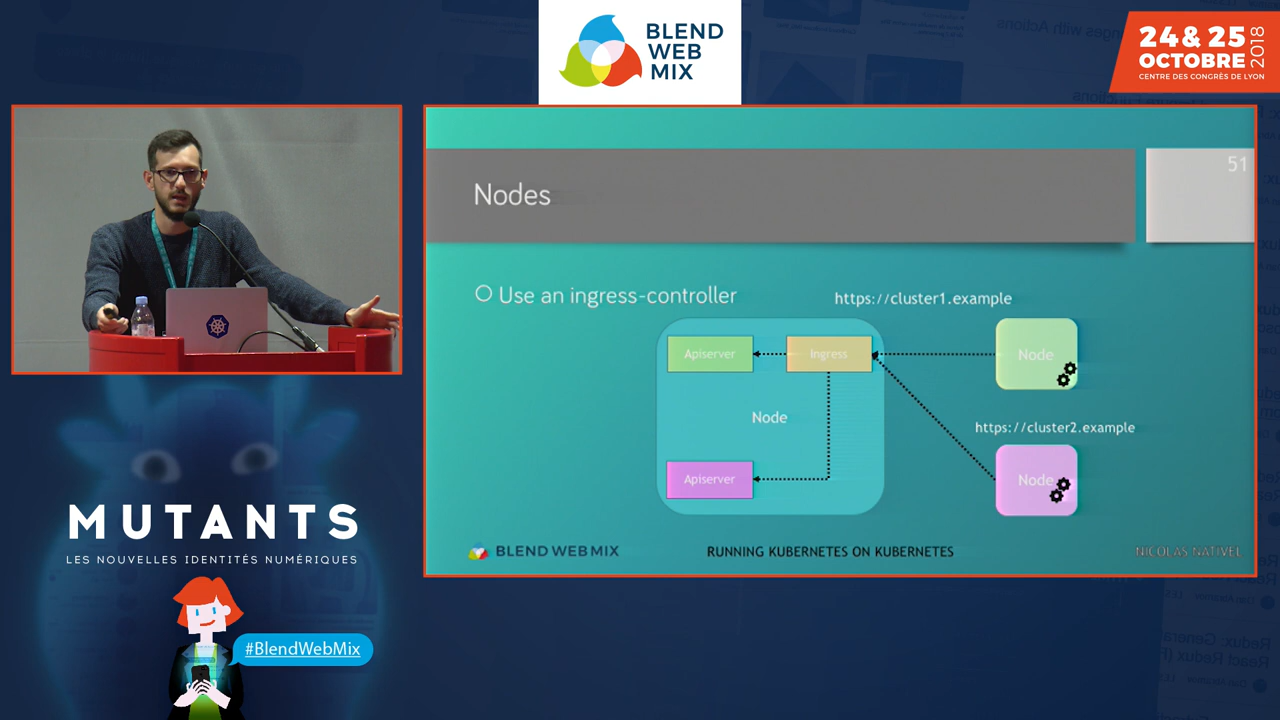 BLEND
WEB
MIX
24 & 25
OCTOBRE
2018
CENTRE DES CONGRÈS DE LYON
51
Nodes
Use an ingress-controller
https://cluster1.example
Apiserver
Ingress
Node
Node
https://cluster2.example
Apiserver
Node
BLEND WEB MIX
RUNNING KUBERNETES ON KUBERNETES
NICOLAS NATIVEL
MUTANTS
LES NOUVELLES IDENTITÉS NUMÉRIQUES
#BlendWebMix